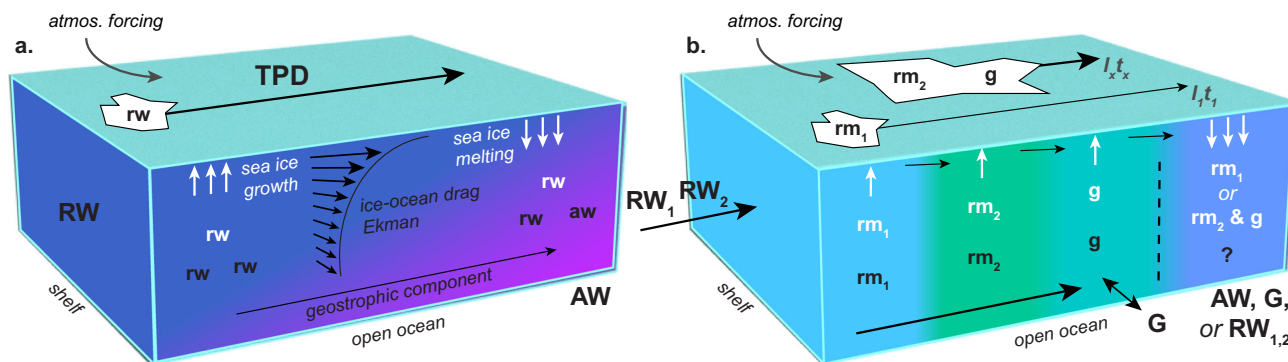 atmos. forcing
a.
TPD
rw
sea ice
growth
sea ice
melting
RW
rw
rw rw
ice-ocean drag
Ekman
rw
rw aw
geostrophic component
shelf
open ocean
AW
atmos. forcing
b.
rm₂ g
lₓtₓ
rm₁
l₁t₁
RW₁ RW₂
rm₁
rm₁
rm₂
rm₂
g
g
rm₁
or
rm₂ & g
?
shelf
open ocean
G
AW, G,
or RW₁,₂